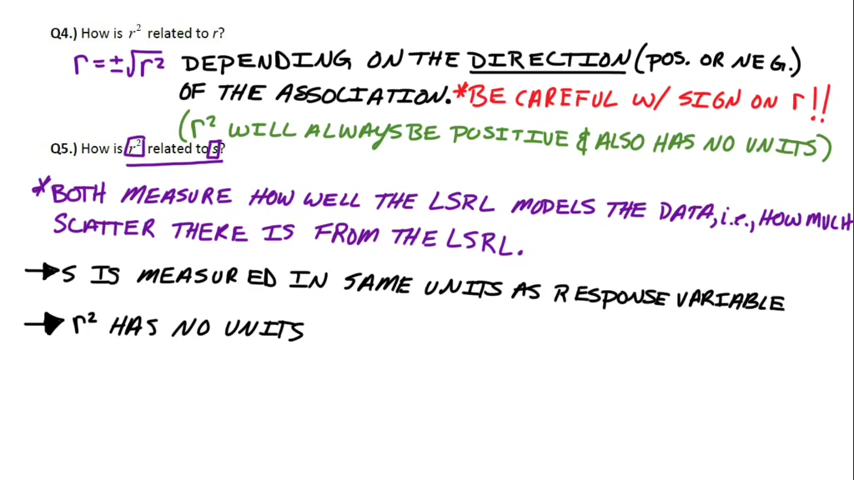 Q4.) How is r² related to r?
r = ±√r² DEPENDING ON THE DIRECTION (POS. OR NEG.)
OF THE ASSOCIATION. *BE CAREFUL W/ SIGN ON r!!
(r² WILL ALWAYS BE POSITIVE & ALSO HAS NO UNITS)
Q5.) How is r² related to s?
*BOTH MEASURE HOW WELL THE LSRL MODELS THE DATA, i.e., HOW MUCH
SCATTER THERE IS FROM THE LSRL.
→ S IS MEASURED IN SAME UNITS AS RESPONSE VARIABLE
→ r² HAS NO UNITS